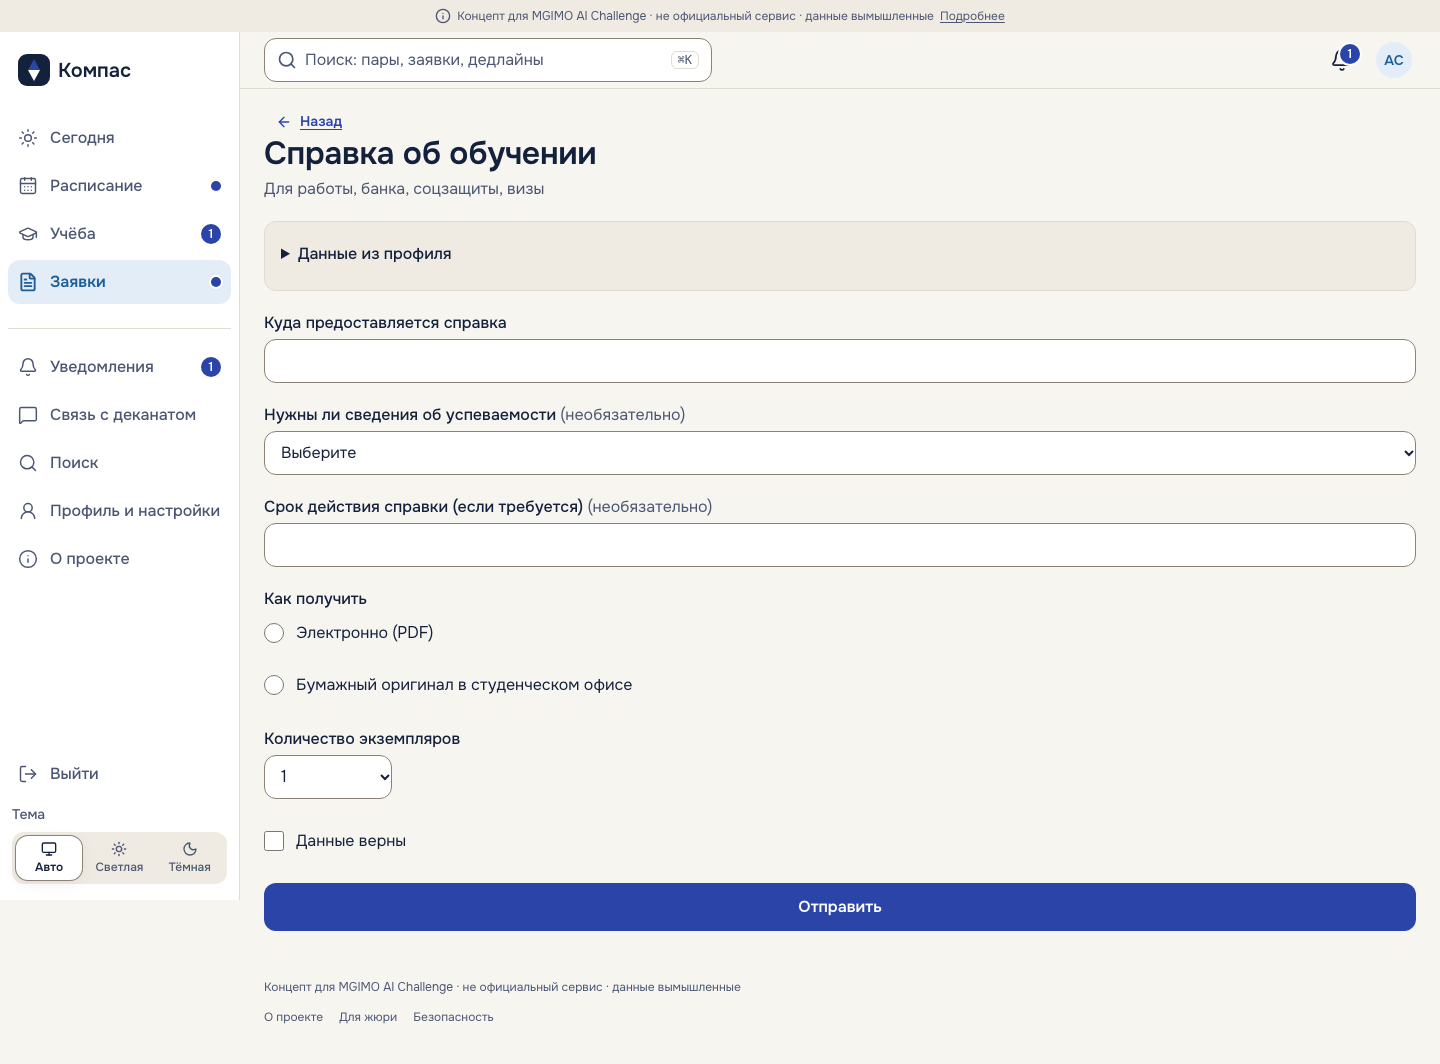 Концепт для MGIMO AI Challenge · не официальный сервис · данные вымышленные Подробнее
Компас
Поиск: пары, заявки, дедлайны
⌘K
1
АС
Сегодня
Расписание
Учёба
1
Заявки
Уведомления
1
Связь с деканатом
Поиск
Профиль и настройки
О проекте
Выйти
Тема
Авто
Светлая
Тёмная
Назад
Справка об обучении
Для работы, банка, соцзащиты, визы
Данные из профиля
Куда предоставляется справка
Нужны ли сведения об успеваемости (необязательно)
Выберите
Срок действия справки (если требуется) (необязательно)
Как получить
Электронно (PDF)
Бумажный оригинал в студенческом офисе
Количество экземпляров
1
Данные верны
Отправить
Концепт для MGIMO AI Challenge · не официальный сервис · данные вымышленные
О проекте Для жюри Безопасность